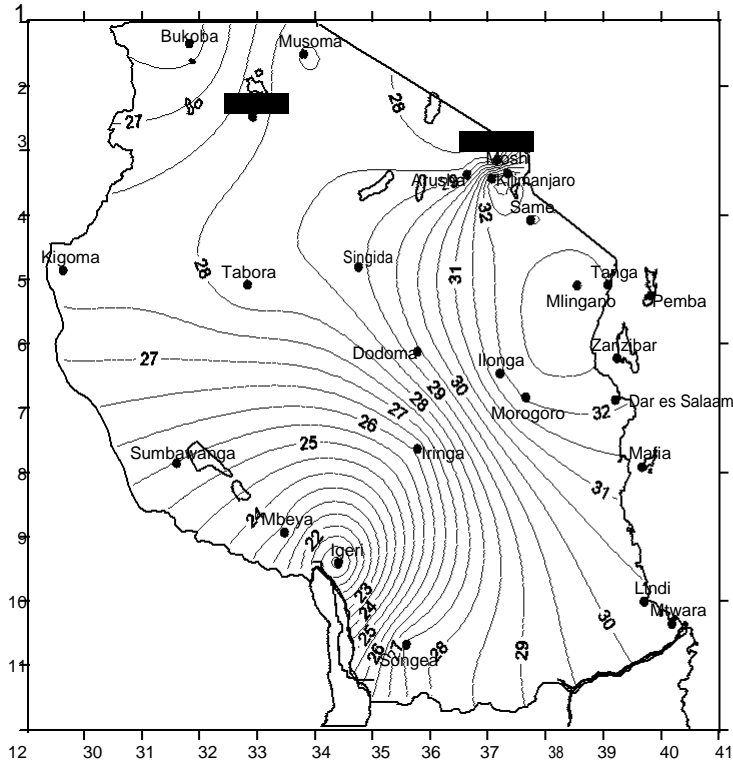 1
Bukoba
Musoma
2
28
27
3
Moshi
Arusha
29
Kilimanjaro
32
Same
4
Kigoma
28
Tabora
Singida
31
Tanga
5
Mlingano
Pemba
Zanzibar
6
27
Dodoma
Ilonga
30
29
28
27
26
Morogoro
32
Dar es Salaam
7
25
Sumbawanga
Iringa
Mafia
8
31
24
Mbeya
22
9
Igeri
23
24
25
26
27
28
29
30
Lindi
Mtwara
10
Songea
11
12
30
31
32
33
34
35
36
37
38
39
40
41